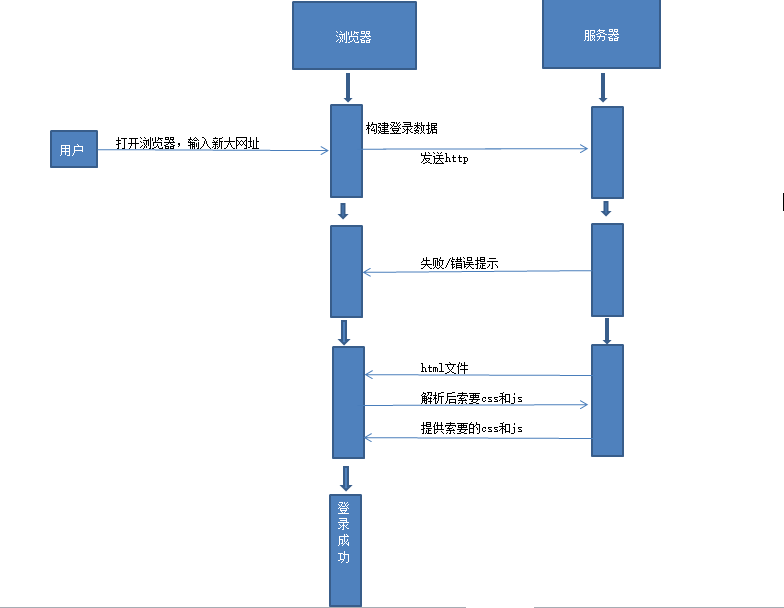 浏览器
服务器
构建登录数据
打开浏览器，输入新大网址
用户
发送http
失败/错误提示
html文件
解析后索要css和js
提供索要的css和js
登
录
成
功